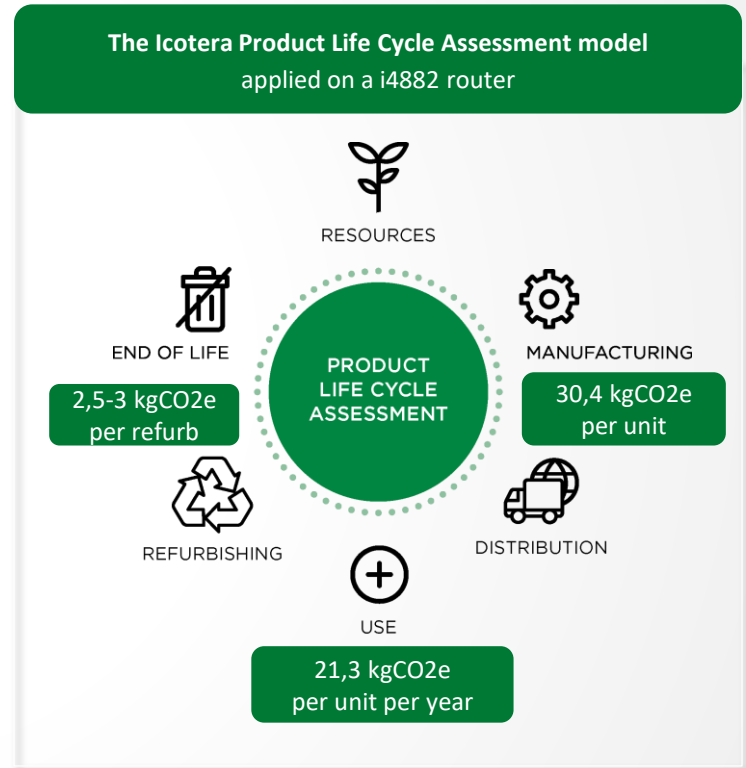 The Icotera Product Life Cycle Assessment model
applied on a i4882 router
RESOURCES
END OF LIFE
MANUFACTURING
PRODUCT
LIFE CYCLE
ASSESSMENT
2,5-3 kgCO2e
per refurb
30,4 kgCO2e
per unit
REFURBISHING
DISTRIBUTION
USE
21,3 kgCO2e
per unit per year